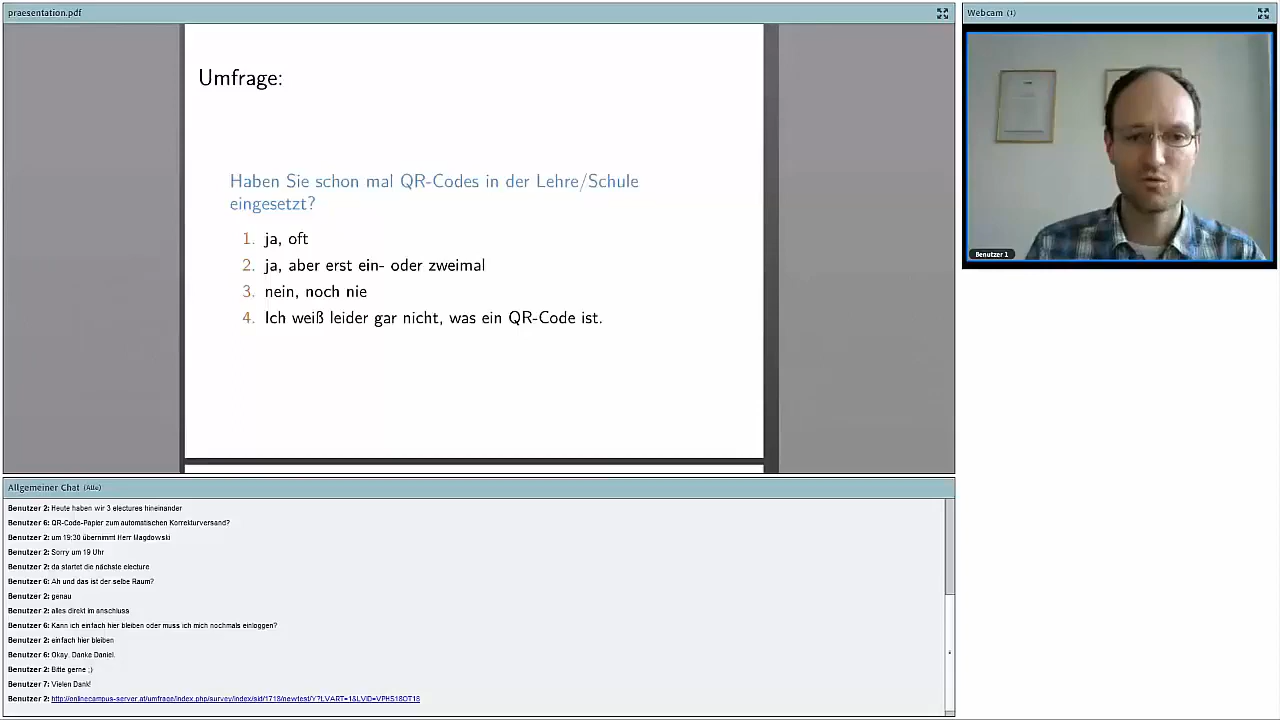 praesentation.pdf
Webcam (1)
Umfrage:
Haben Sie schon mal QR-Codes in der Lehre/Schule
eingesetzt?
1. ja, oft
2. ja, aber erst ein- oder zweimal
3. nein, noch nie
4. Ich weiß leider gar nicht, was ein QR-Code ist.
Benutzer 1
Allgemeiner Chat (Alle)
Benutzer 2: Heute haben wir 3 electures hineinander
Benutzer 6: QR-Code-Papier zum automatischen Korrekturversand?
Benutzer 2: um 19:30 übernimmt Herr Magdowski
Benutzer 2: Sorry um 19 Uhr
Benutzer 2: da startet die nächste electure
Benutzer 6: Ah und das ist der selbe Raum?
Benutzer 2: genau
Benutzer 2: alles direkt im anschluss
Benutzer 6: Kann ich einfach hier bleiben oder muss ich mich nochmals einloggen?
Benutzer 2: einfach hier bleiben
Benutzer 6: Okay. Danke Daniel.
Benutzer 2: Bitte gerne ;)
Benutzer 7: Vielen Dank!
Benutzer 2: http://onlinecampus-server.at/umfrage/index.php/survey/index/sid/1718/newtest/Y?LVART=1&LVID=VPHS18OT18